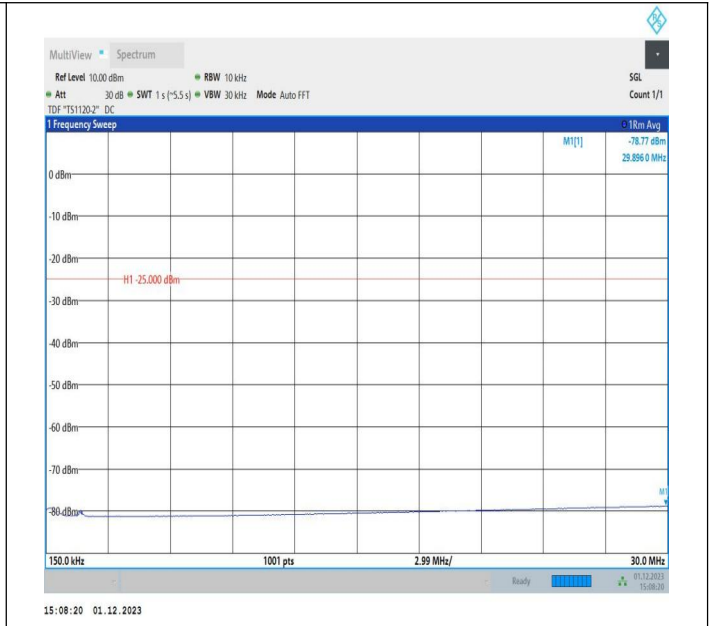 R S
MultiView Spectrum
Ref Level 10.00 dBm RBW 10 kHz SGL
Att 30 dB SWT 1 s (~5.5 s) VBW 30 kHz Mode Auto FFT Count 1/1
TDF "TS1120-2" DC
1 Frequency Sweep 1Rm Avg
M1[1] -78.77 dBm
29.896 0 MHz
0 dBm
-10 dBm
-20 dBm
H1 -25.000 dBm
-30 dBm
-40 dBm
-50 dBm
-60 dBm
-70 dBm
M1
-80 dBm
150.0 kHz 1001 pts 2.99 MHz/ 30.0 MHz
Ready 01.12.2023
15:08:20
15:08:20 01.12.2023